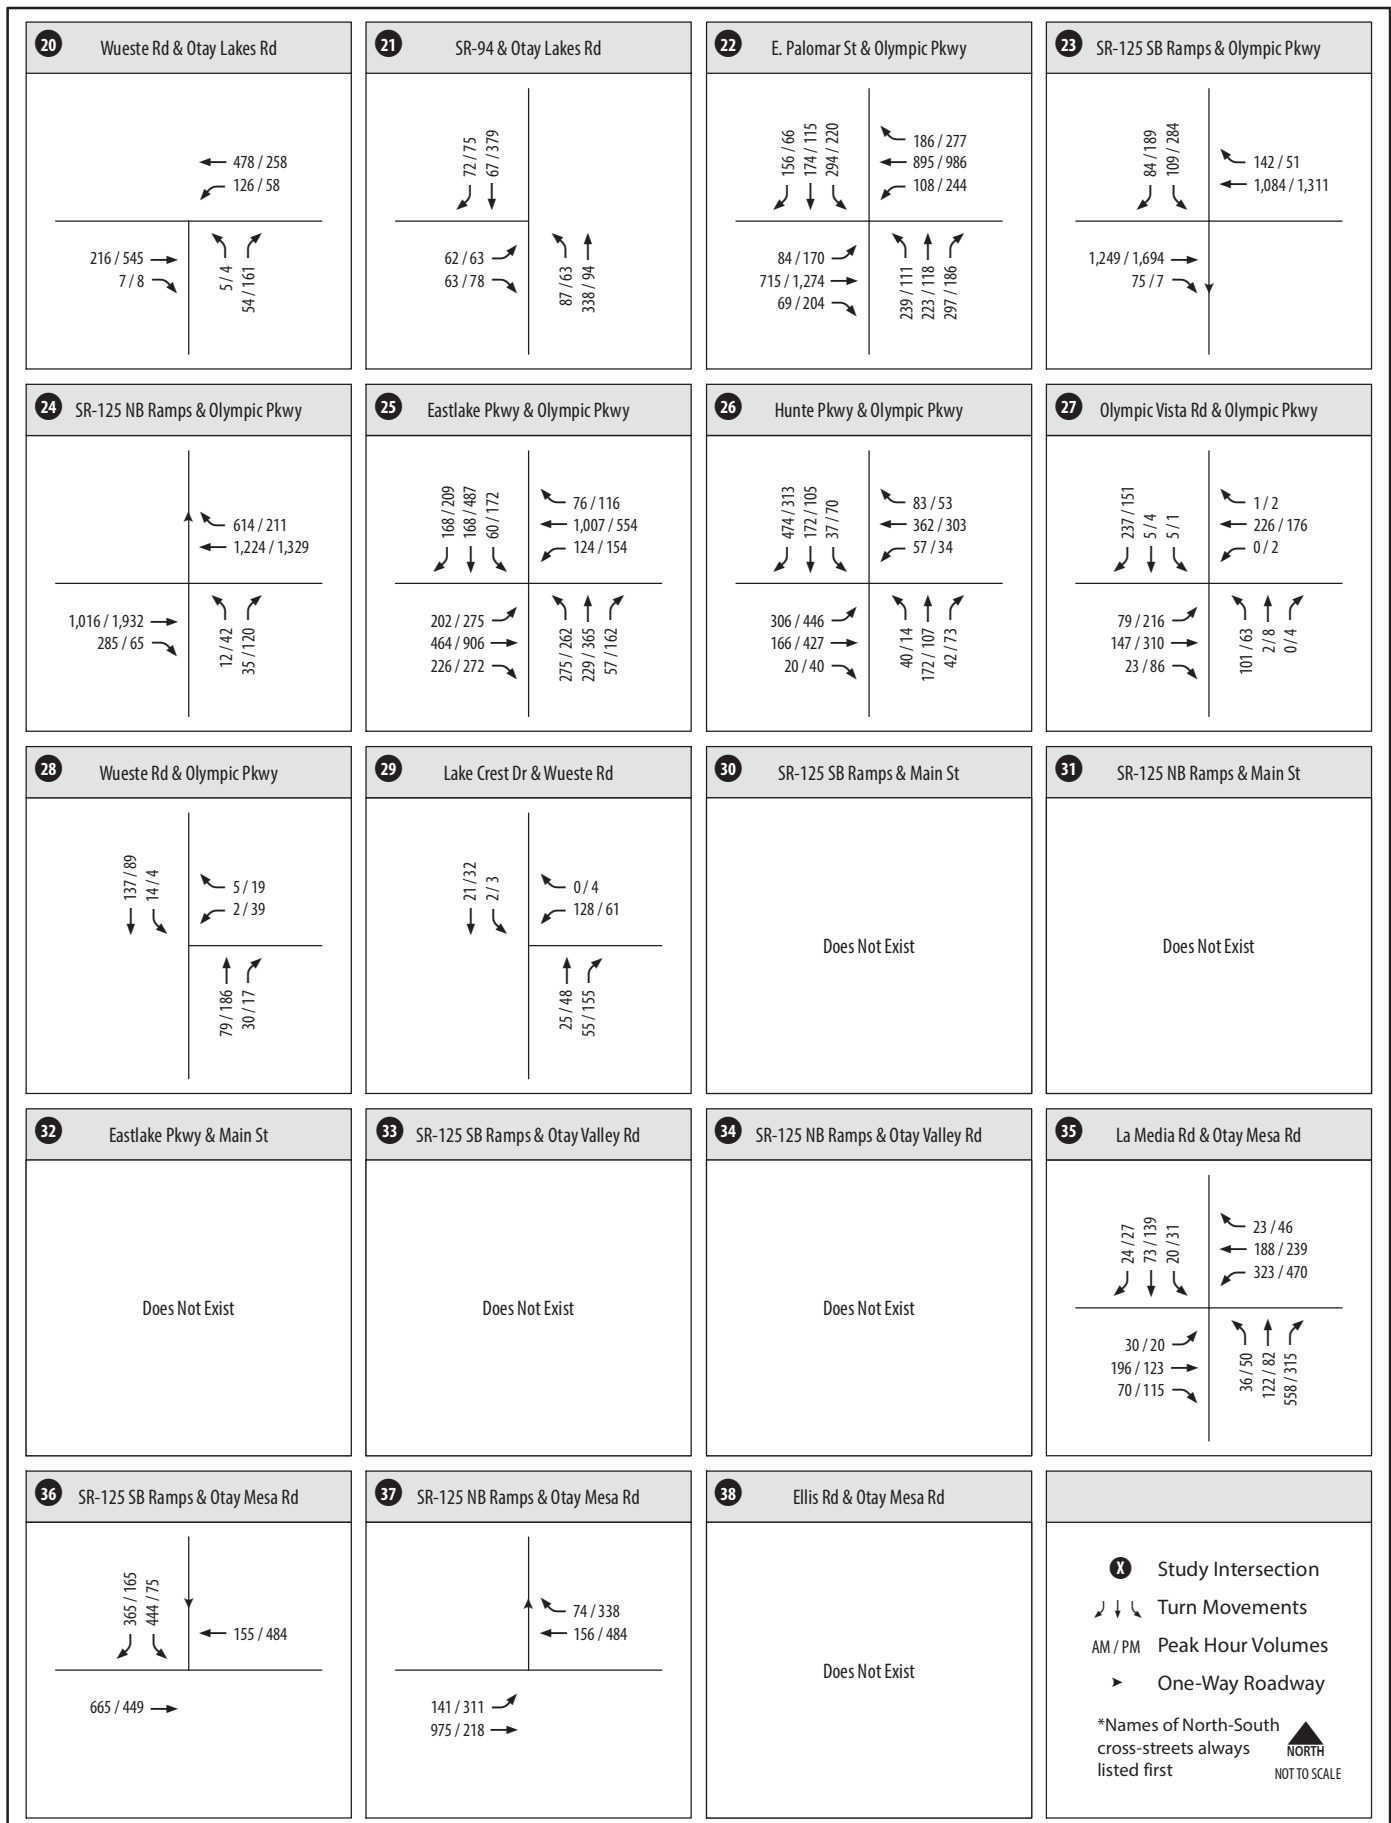 20 Wueste Rd & Otay Lakes Rd
478 / 258
126 / 58
216 / 545
7 / 8
5 / 4
54 / 161
21 SR-94 & Otay Lakes Rd
72 / 75
67 / 379
62 / 63
63 / 78
87 / 63
338 / 94
22 E. Palomar St & Olympic Pkwy
156 / 66
174 / 115
294 / 220
186 / 277
895 / 986
108 / 244
84 / 170
715 / 1,274
69 / 204
239 / 111
223 / 118
297 / 186
23 SR-125 SB Ramps & Olympic Pkwy
84 / 189
109 / 284
142 / 51
1,084 / 1,311
1,249 / 1,694
75 / 7
24 SR-125 NB Ramps & Olympic Pkwy
614 / 211
1,224 / 1,329
1,016 / 1,932
285 / 65
12 / 42
35 / 120
25 Eastlake Pkwy & Olympic Pkwy
168 / 209
168 / 487
60 / 172
76 / 116
1,007 / 554
124 / 154
202 / 275
464 / 906
226 / 272
275 / 262
229 / 365
57 / 162
26 Hunte Pkwy & Olympic Pkwy
474 / 313
172 / 105
37 / 70
83 / 53
362 / 303
57 / 34
306 / 446
166 / 427
20 / 40
40 / 14
172 / 107
42 / 73
27 Olympic Vista Rd & Olympic Pkwy
237 / 151
5 / 4
5 / 1
1 / 2
226 / 176
0 / 2
79 / 216
147 / 310
23 / 86
101 / 63
2 / 8
0 / 4
28 Wueste Rd & Olympic Pkwy
137 / 89
14 / 4
5 / 19
2 / 39
79 / 186
30 / 17
29 Lake Crest Dr & Wueste Rd
21 / 32
2 / 3
0 / 4
128 / 61
25 / 48
55 / 155
30 SR-125 SB Ramps & Main St
Does Not Exist
31 SR-125 NB Ramps & Main St
Does Not Exist
32 Eastlake Pkwy & Main St
Does Not Exist
33 SR-125 SB Ramps & Otay Valley Rd
Does Not Exist
34 SR-125 NB Ramps & Otay Valley Rd
Does Not Exist
35 La Media Rd & Otay Mesa Rd
24 / 27
73 / 139
20 / 31
23 / 46
188 / 239
323 / 470
30 / 20
196 / 123
70 / 115
36 / 50
122 / 82
558 / 315
36 SR-125 SB Ramps & Otay Mesa Rd
365 / 165
444 / 75
155 / 484
665 / 449
37 SR-125 NB Ramps & Otay Mesa Rd
74 / 338
156 / 484
141 / 311
975 / 218
38 Ellis Rd & Otay Mesa Rd
Does Not Exist
X Study Intersection
Turn Movements
AM / PM Peak Hour Volumes
One-Way Roadway
*Names of North-South
cross-streets always
listed first
NORTH
NOT TO SCALE